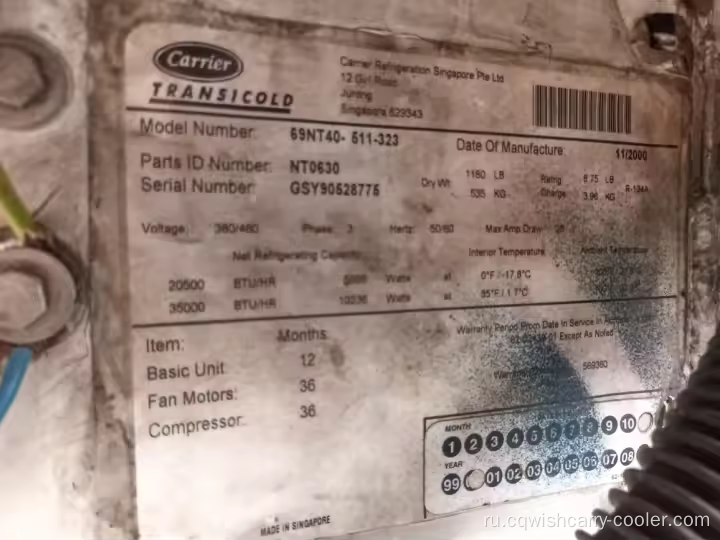 Carrier
TRANSICOLD
Carrier Refrigeration Singapore Pte Ltd
12 Gul Road
Jurong
Singapore 629343
Model Number: 69NT40-511-323
Date Of Manufacture 11/2000
Parts ID Number: NT0630
Serial Number: GSY90528775
Dry Wt 1180 LB Refrig. 8.75 LB R-134A
535 KG Charge 3.96 KG
Voltage: 380/460 Phase 3 Hertz: 50/60 Max Amp Draw
Net Refrigerating Capacity Interior Temperature Ambient Temperature
20500 BTU/HR Watts at 0°F / -17.8°C
35000 BTU/HR Watts at 35°F / 1.7°C
Item: Months
Basic Unit 12
Fan Motors: 36
Compressor: 36
Warranty Period From Date In Service In
Except As Noted
569360
MONTH
1 2 3 4 5 6 7 8 9 10
YEAR
99 01 02 03 04 05 06 07 08
MADE IN SINGAPORE
ru.cqwishcarry-cooler.com